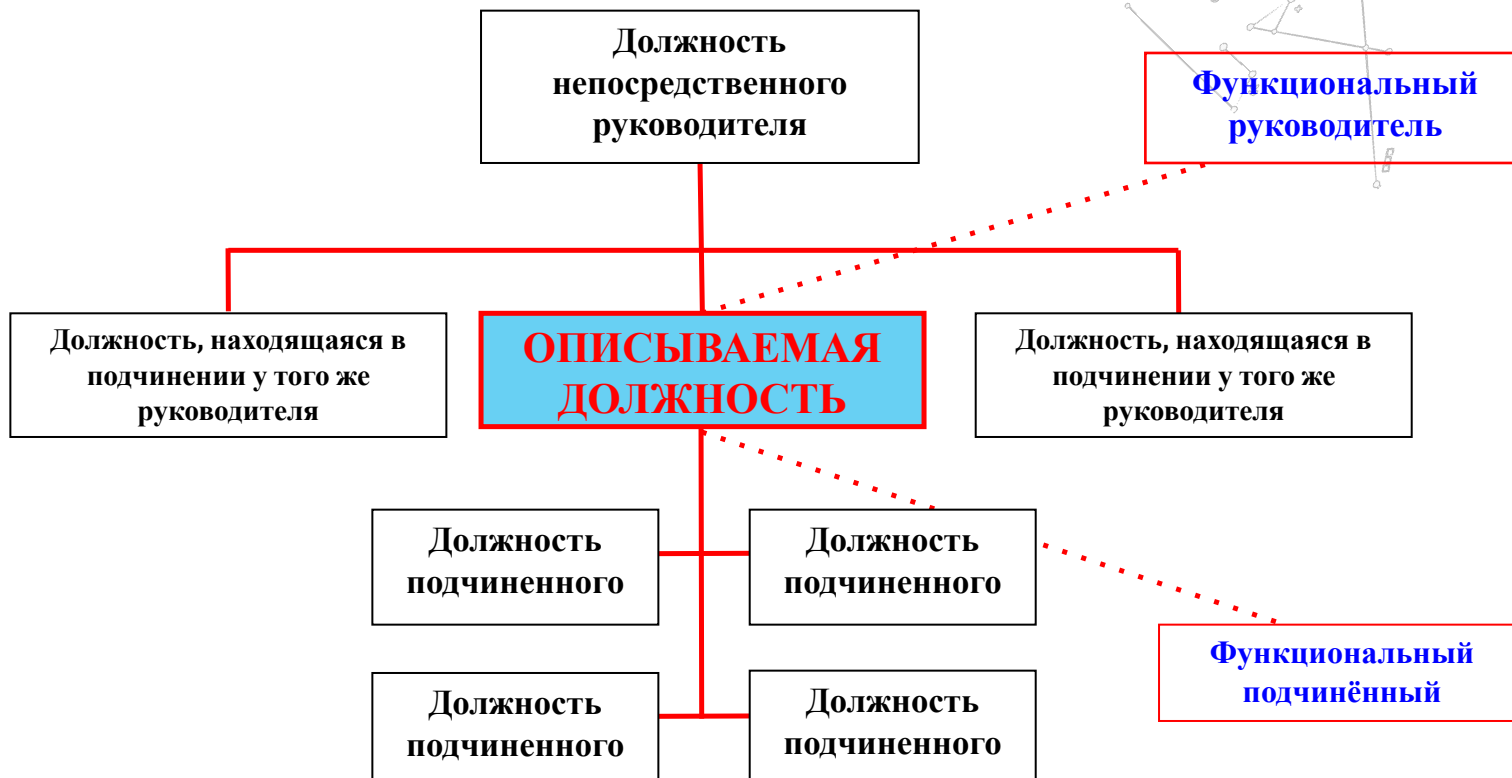 Должность
непосредственного
руководителя
Функциональный
руководитель
Должность, находящаяся в
подчинении у того же
руководителя
ОПИСЫВАЕМАЯ
ДОЛЖНОСТЬ
Должность, находящаяся в
подчинении у того же
руководителя
Должность
подчиненного
Должность
подчиненного
Функциональный
подчинённый
Должность
подчиненного
Должность
подчиненного